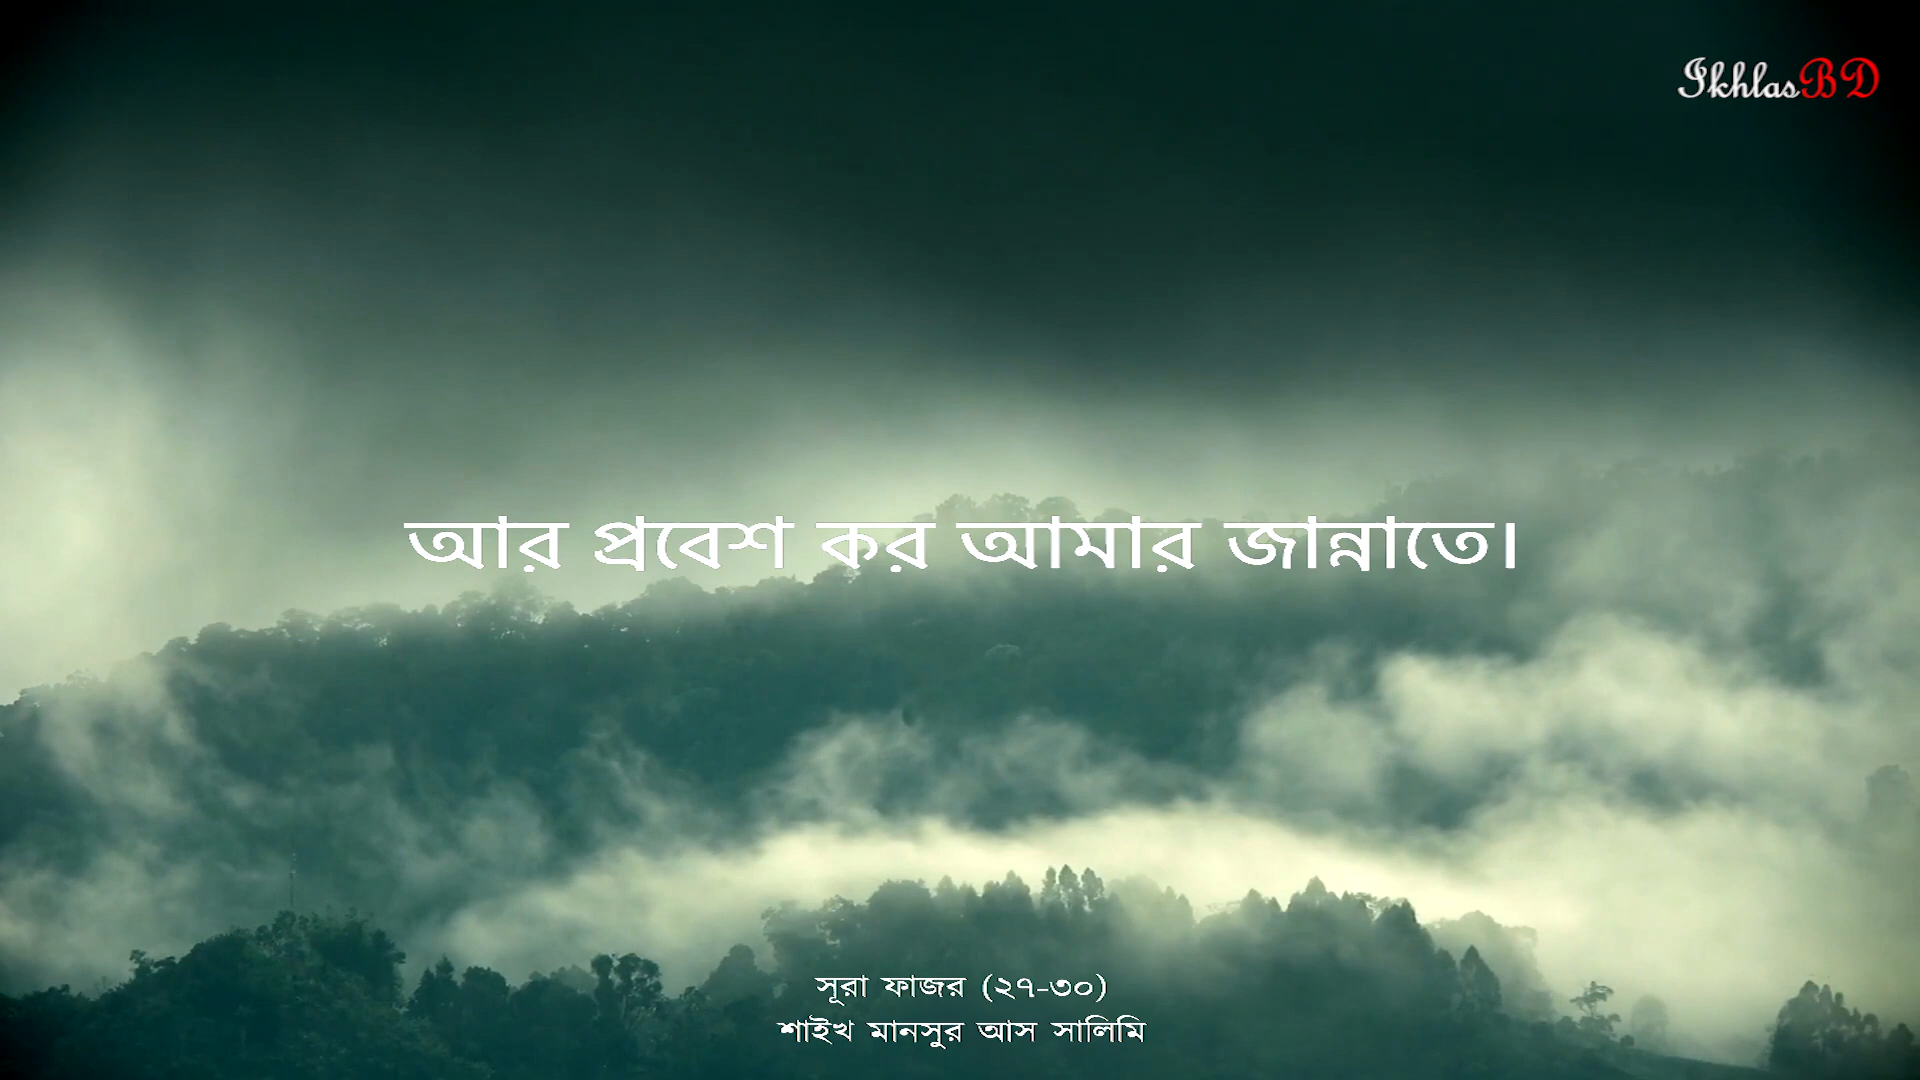 IkhlasBD
আর প্রবেশ কর আমার জান্নাতে।
সূরা ফাজর (২৭-৩০)
শাইখ মানসুর আস সালিমি